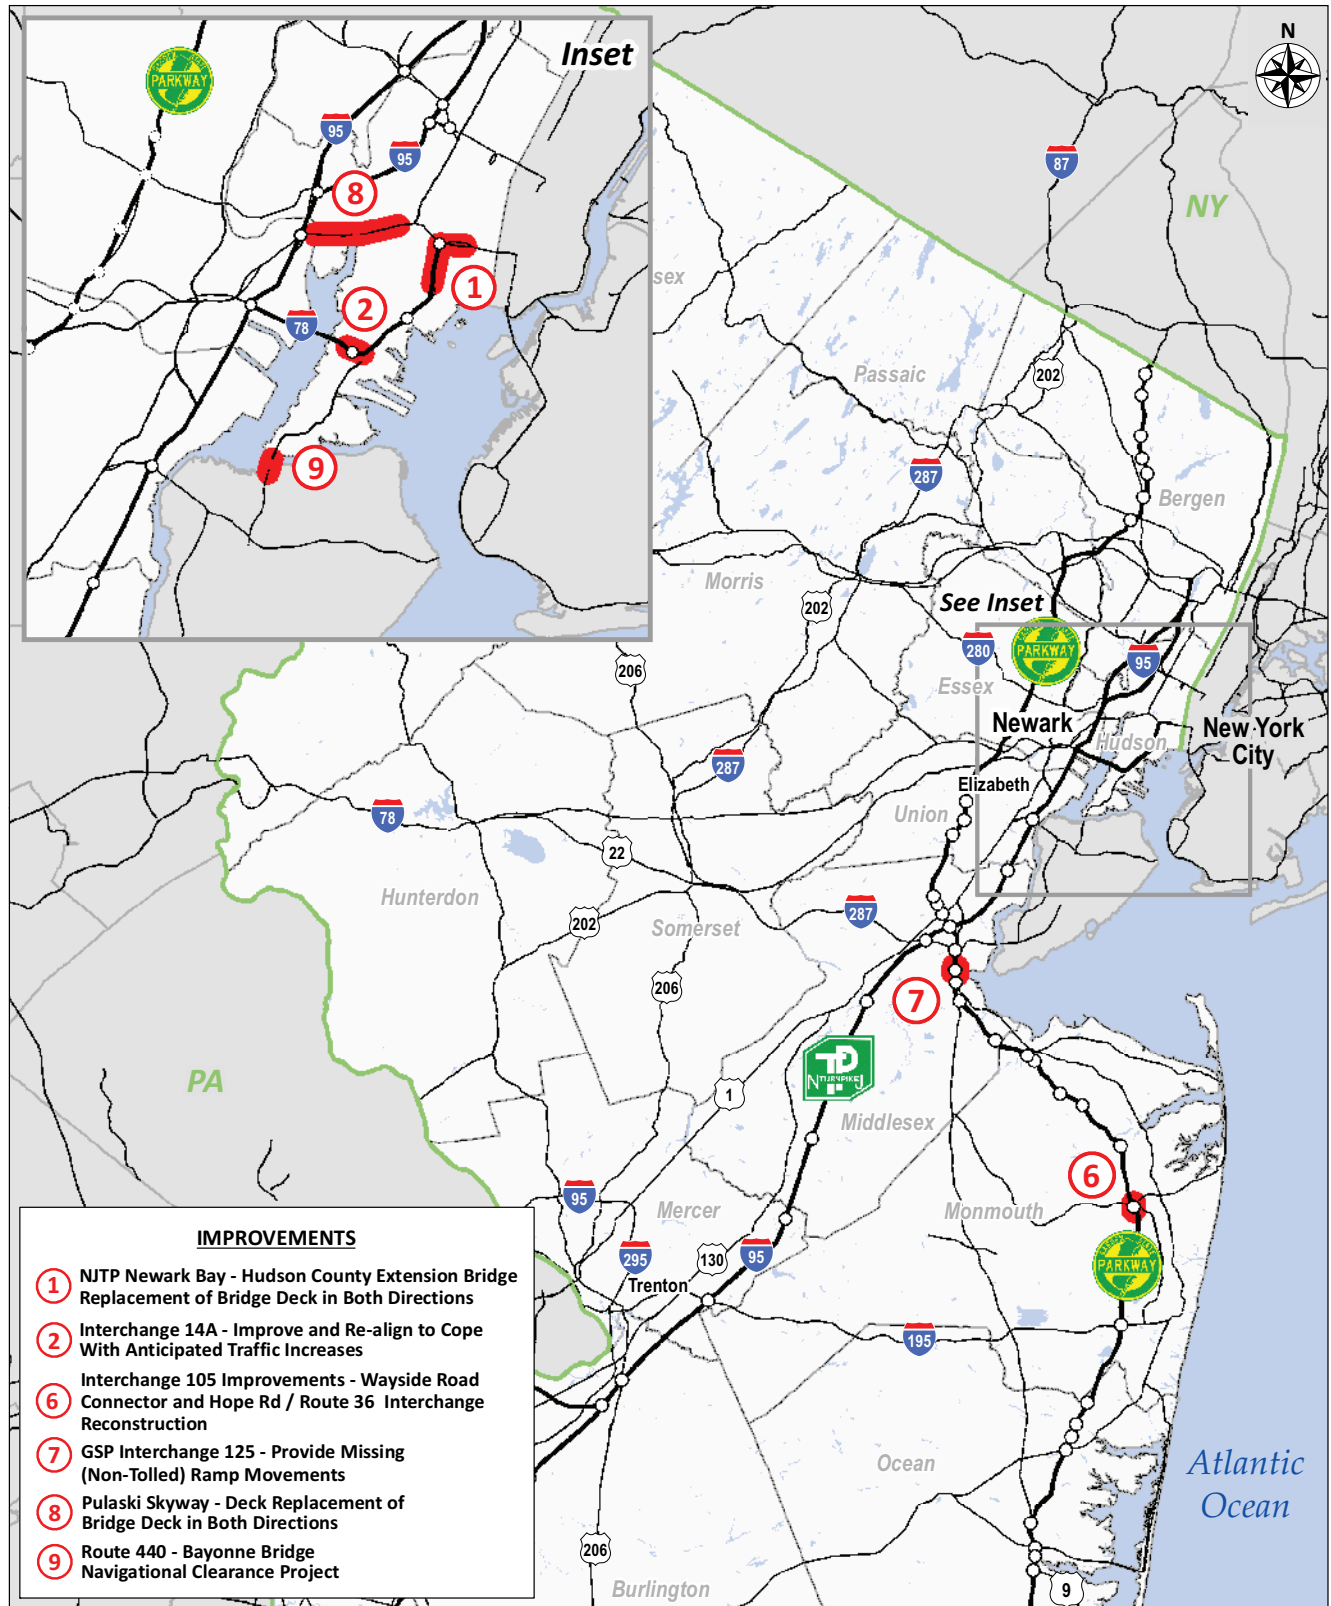 Inset
N
PARKWAY
95
95
8
1
2
78
9
87
NY
sex
Passaic
202
287
Bergen
Morris
202
See Inset
280
PARKWAY
95
Essex
206
Newark
Hudson
New York
City
287
Elizabeth
78
Union
22
Hunterdon
287
202
Somerset
206
7
PA
TP
N TURNPIKE J
1
Middlesex
6
95
Mercer
Monmouth
295
130
95
PARKWAY
Trenton
195
Ocean
Atlantic
Ocean
206
9
Burlington
IMPROVEMENTS
1 NJTP Newark Bay - Hudson County Extension Bridge
Replacement of Bridge Deck in Both Directions
2 Interchange 14A - Improve and Re-align to Cope
With Anticipated Traffic Increases
6 Interchange 105 Improvements - Wayside Road
Connector and Hope Rd / Route 36 Interchange
Reconstruction
7 GSP Interchange 125 - Provide Missing
(Non-Tolled) Ramp Movements
8 Pulaski Skyway - Deck Replacement of
Bridge Deck in Both Directions
9 Route 440 - Bayonne Bridge
Navigational Clearance Project